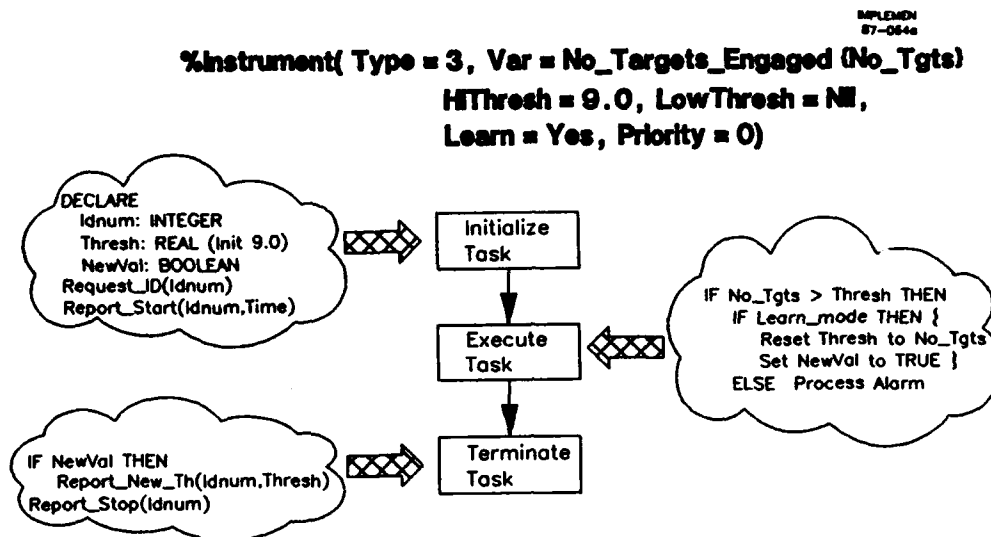 IMPLEMEN
87-064a
%Instrument( Type = 3, Var = No_Targets_Engaged {No_Tgts}
HiThresh = 9.0, LowThresh = Nil,
Learn = Yes, Priority = 0)
DECLARE
Idnum: INTEGER
Thresh: REAL (Init 9.0)
NewVal: BOOLEAN
Request_ID(Idnum)
Report_Start(Idnum,Time)
Initialize
Task
IF No_Tgts > Thresh THEN
IF Learn_mode THEN {
Reset Thresh to No_Tgts
Set NewVal to TRUE }
ELSE Process Alarm
Execute
Task
IF NewVal THEN
Report_New_Th(Idnum,Thresh)
Report_Stop(Idnum)
Terminate
Task